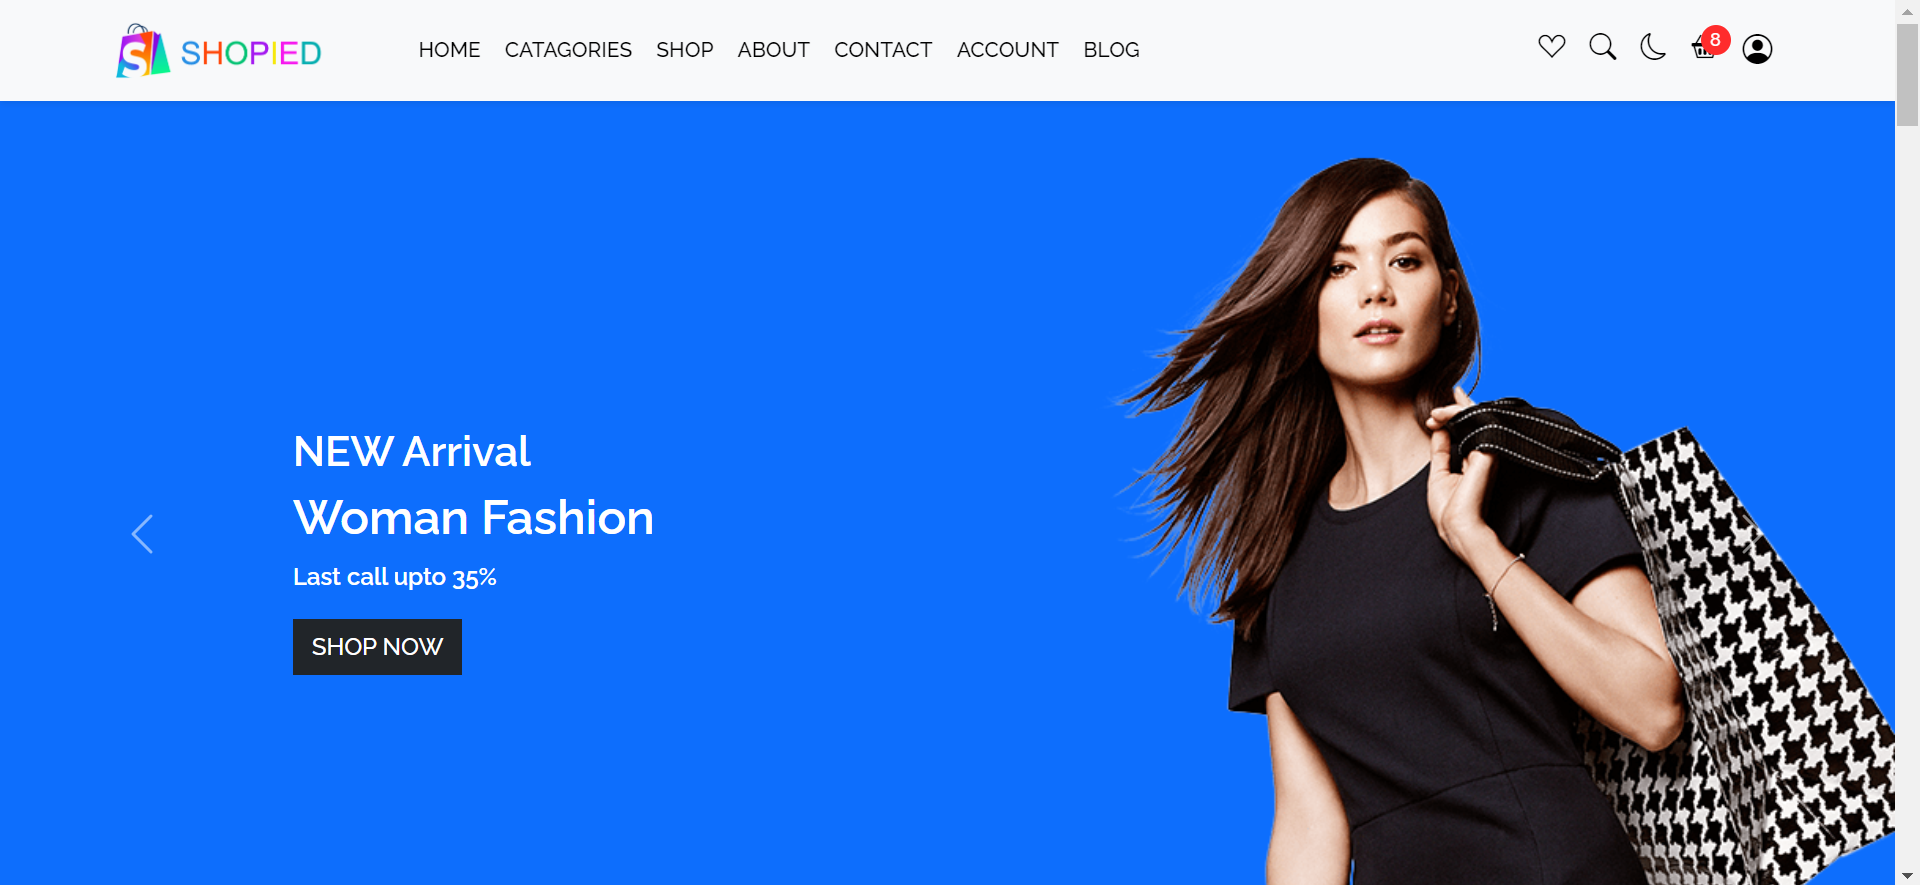 SHOPIED
HOME CATAGORIES SHOP ABOUT CONTACT ACCOUNT BLOG
8
NEW Arrival
Woman Fashion
Last call upto 35%
SHOP NOW